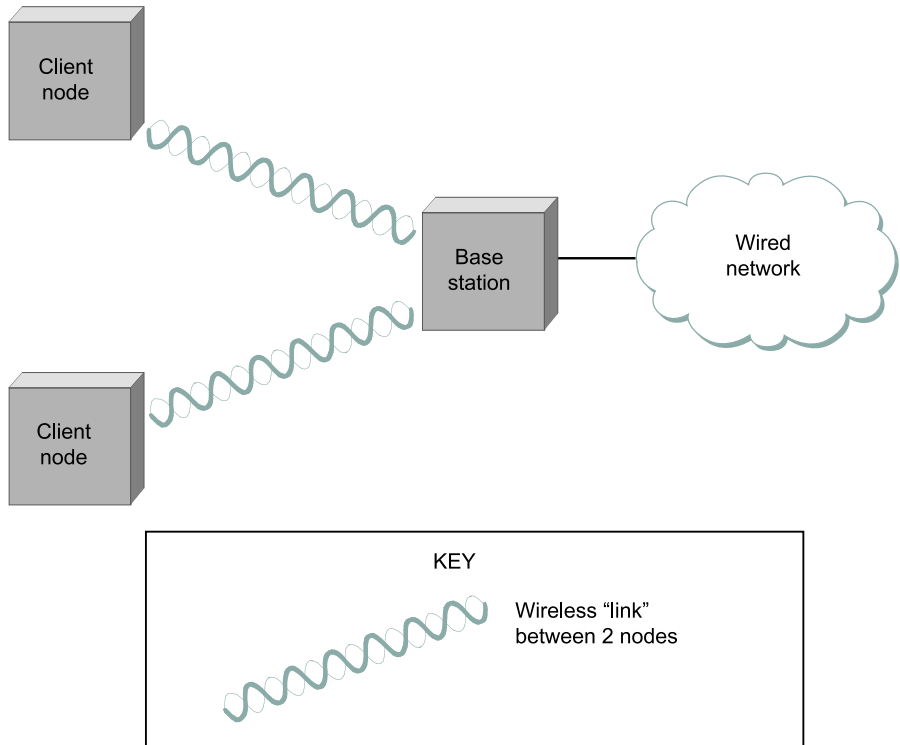 Client
node
Base
station
Wired
network
Client
node
KEY
Wireless “link”
between 2 nodes